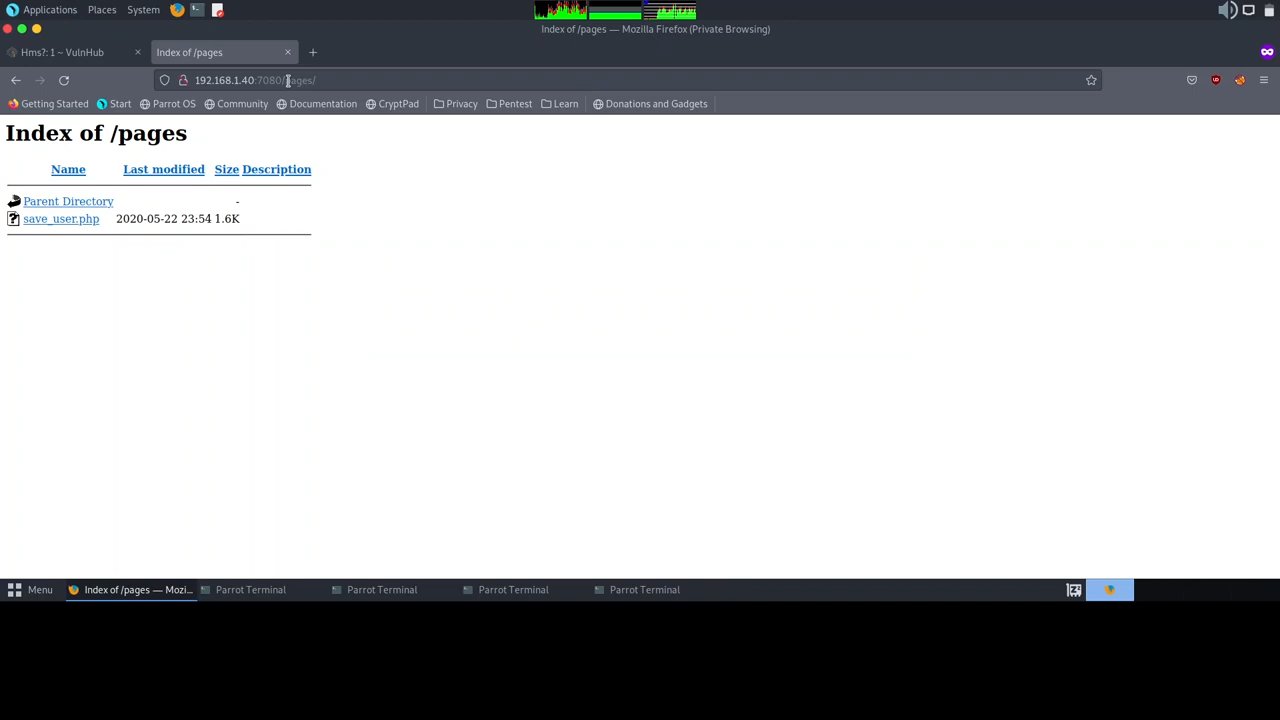 Applications Places System
Index of /pages — Mozilla Firefox (Private Browsing)
Hms?: 1 ~ VulnHub
Index of /pages
192.168.1.40:7080/pages/
Getting Started Start Parrot OS Community Documentation CryptPad Privacy Pentest Learn Donations and Gadgets
Index of /pages
Name Last modified Size Description
Parent Directory -
save_user.php 2020-05-22 23:54 1.6K
Menu Index of /pages — Mozi... Parrot Terminal Parrot Terminal Parrot Terminal Parrot Terminal